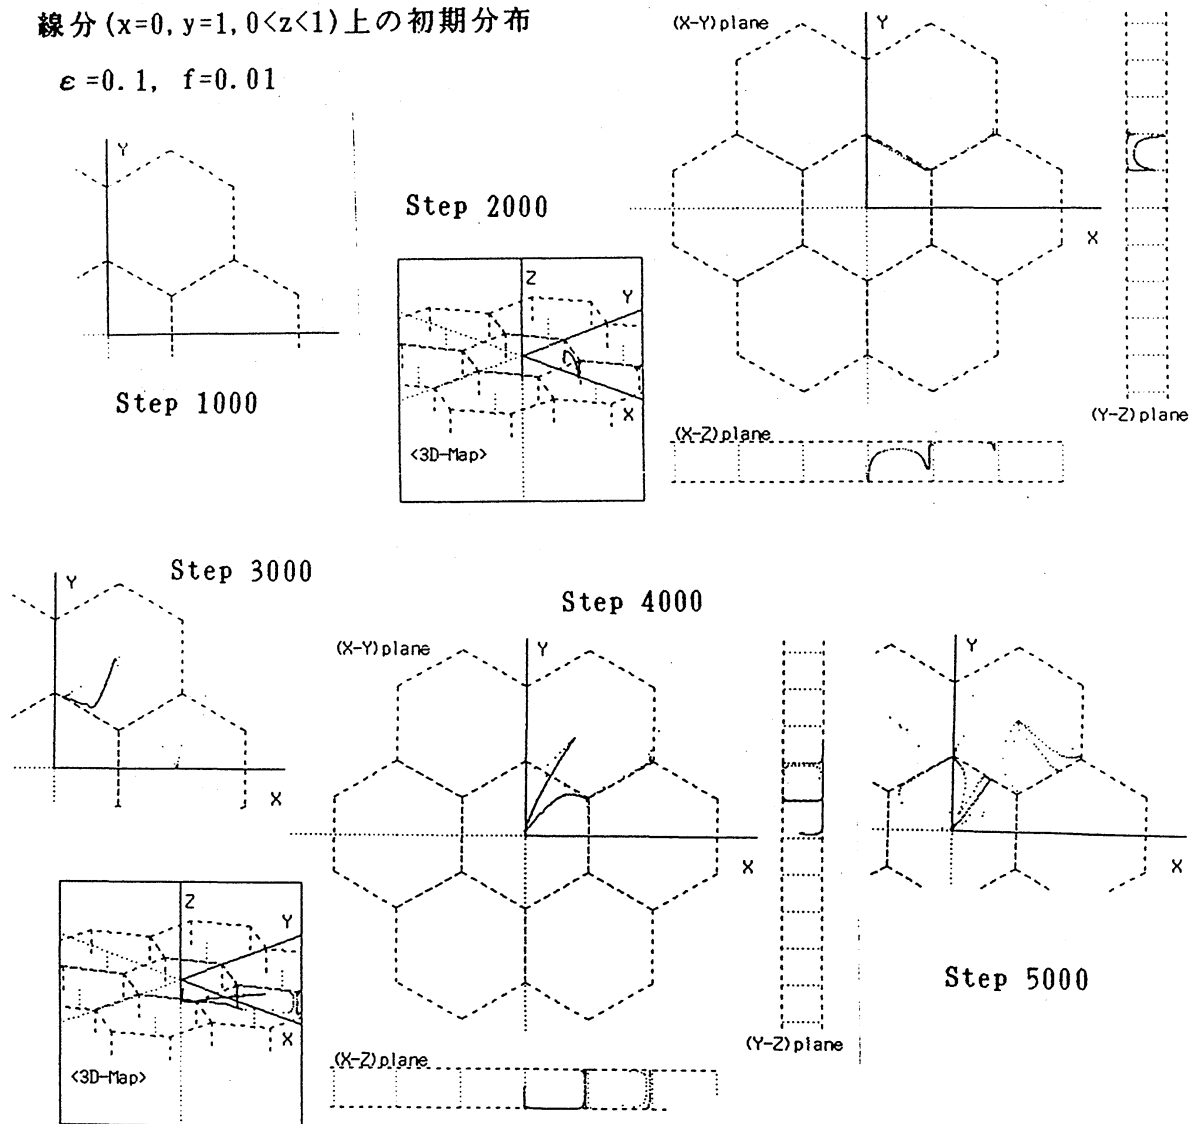 線分(x=0, y=1, 0<z<1)上の初期分布
ε=0.1, f=0.01
Y
Step 1000
Step 2000
Z
Y
X
<3D-Map>
(X-Y)plane
Y
X
(Y-Z)plane
(X-Z)plane
Step 3000
Y
X
Step 4000
(X-Y)plane
Y
X
(Y-Z)plane
(X-Z)plane
Z
Y
X
<3D-Map>
Y
X
Step 5000